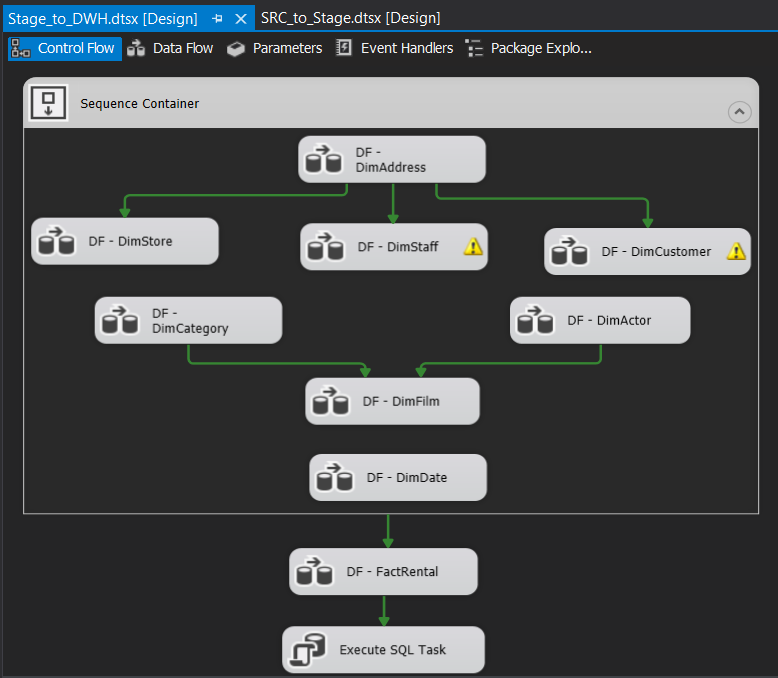 Stage_to_DWH.dtsx [Design]
SRC_to_Stage.dtsx [Design]
Control Flow
Data Flow
Parameters
Event Handlers
Package Explo...
Sequence Container
DF -
DimAddress
DF - DimStore
DF - DimStaff
DF - DimCustomer
DF -
DimCategory
DF - DimActor
DF - DimFilm
DF - DimDate
DF - FactRental
Execute SQL Task